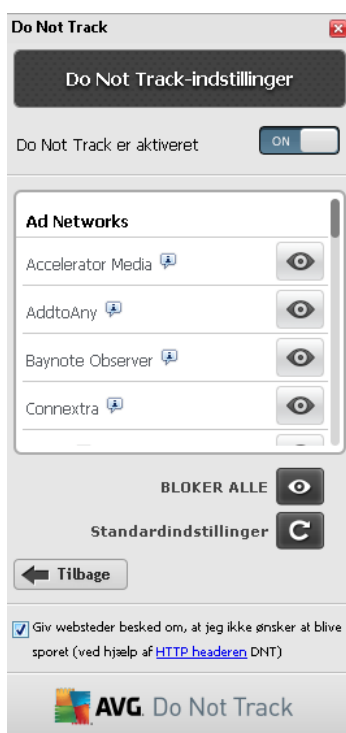 Do Not Track
Do Not Track-indstillinger
Do Not Track er aktiveret
ON
Ad Networks
Accelerator Media
AddtoAny
Baynote Observer
Connextra
BLOKER ALLE
Standardindstillinger
Tilbage
Giv websteder besked om, at jeg ikke ønsker at blive
sporet (ved hjælp af HTTP headeren DNT)
AVG. Do Not Track